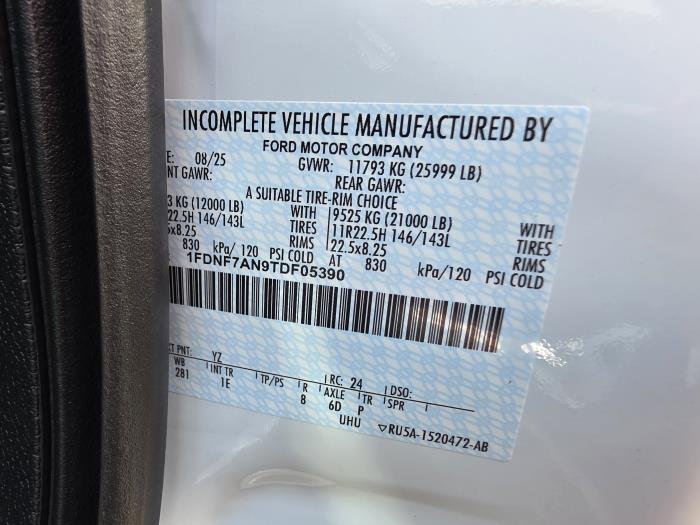 INCOMPLETE VEHICLE MANUFACTURED BY
FORD MOTOR COMPANY
E: 08/25 GVWR: 11793 KG (25999 LB)
NT GAWR: REAR GAWR:
A SUITABLE TIRE-RIM CHOICE
3 KG (12000 LB) WITH 9525 KG (21000 LB) WITH
22.5H 146/143L TIRES 11R22.5H 146/143L TIRES
5x8.25 RIMS 22.5x8.25 RIMS
830 kPa/ 120 PSI COLD AT 830 kPa/120 PSI COLD
1FDNF7AN9TDF05390
CT PNT: YZ RC: 24 DSO:
WB INT TR TP/PS R AXLE TR SPR
281 1E 8 6D P
UHU ▽RU5A-1520472-AB